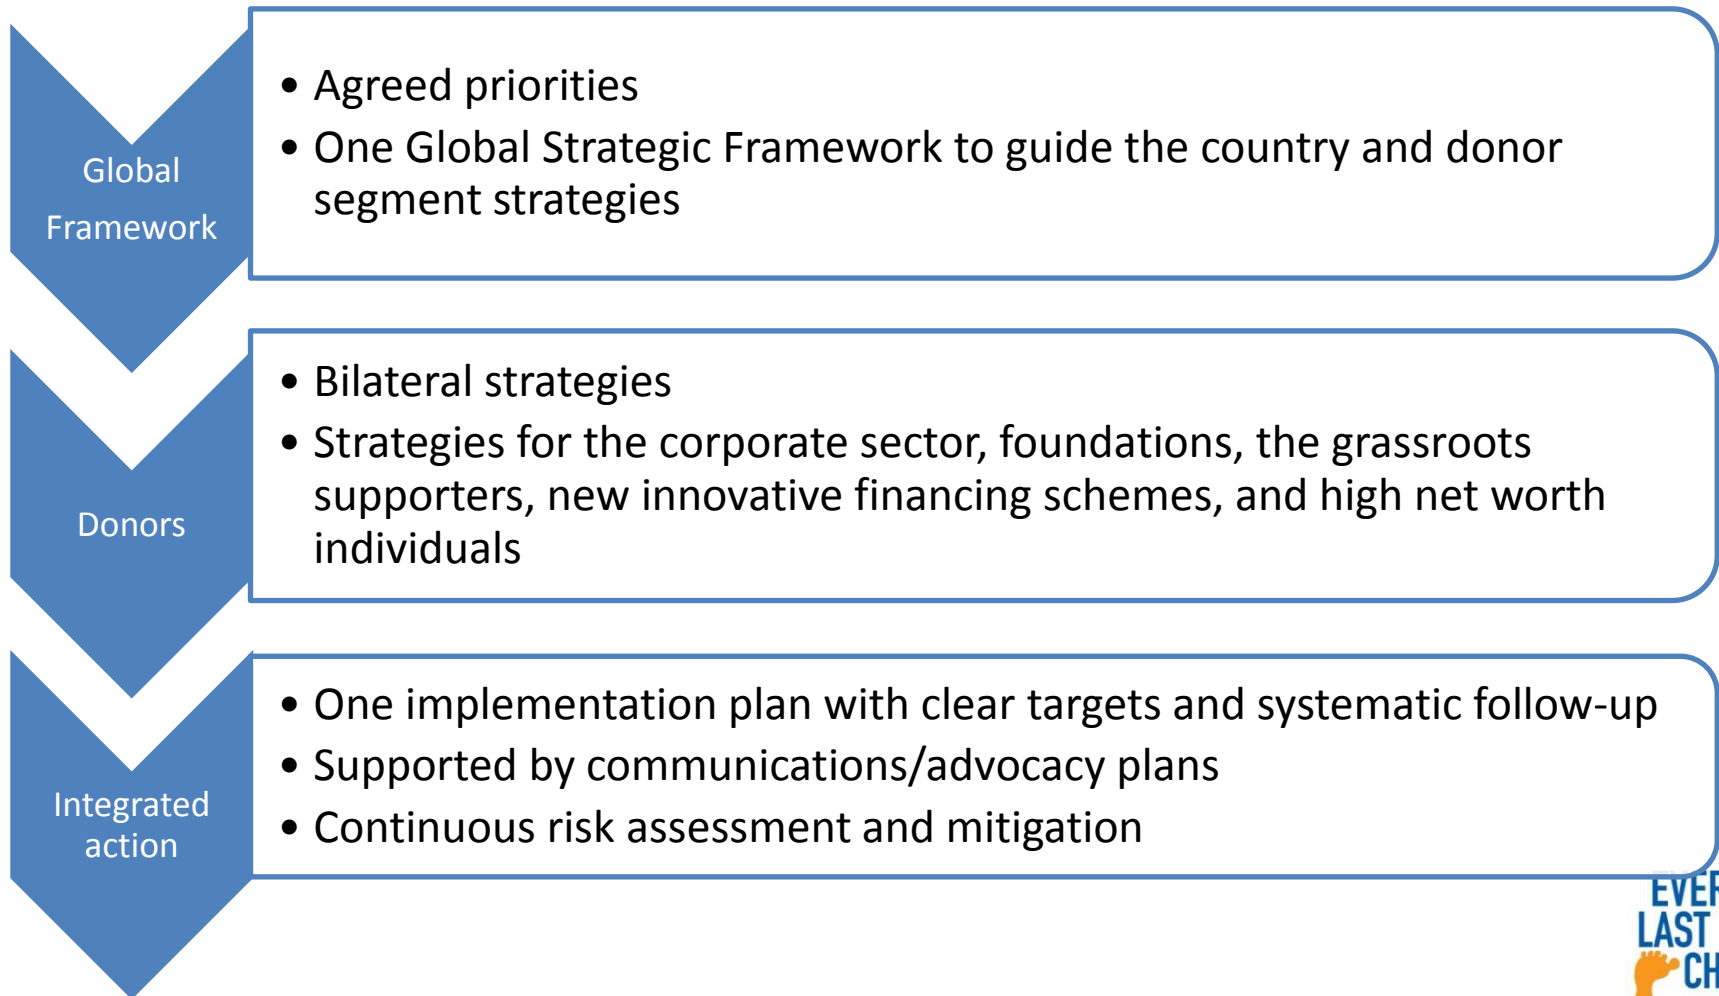 Global
Framework
• Agreed priorities
• One Global Strategic Framework to guide the country and donor
segment strategies
Donors
• Bilateral strategies
• Strategies for the corporate sector, foundations, the grassroots
supporters, new innovative financing schemes, and high net worth
individuals
Integrated
action
• One implementation plan with clear targets and systematic follow-up
• Supported by communications/advocacy plans
• Continuous risk assessment and mitigation
EVER
LAST
CH